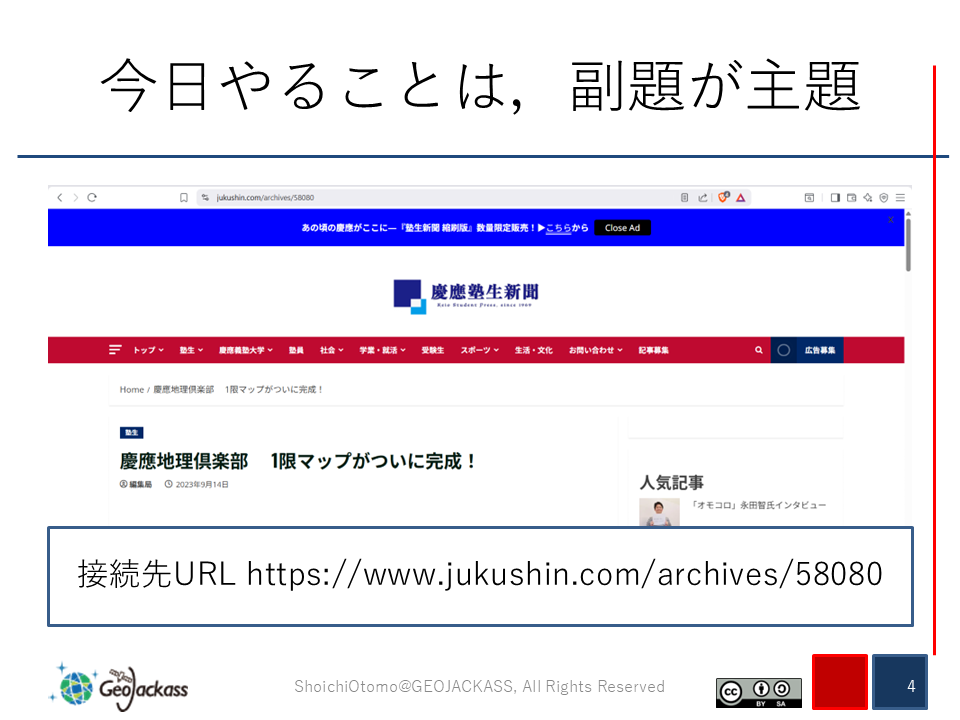 今日やることは，副題が主題
jukushin.com/archives/58080
あの頃の慶應がここに―『塾生新聞 縮刷版』数量限定販売！▶こちらから
Close Ad
x
慶應塾生新聞
Keio Student Press, since 1969
トップ 塾生 慶應義塾大学 塾員 社会 学業・就活 受験生 スポーツ 生活・文化 お問い合わせ 記事募集 広告募集
Home / 慶應地理倶楽部　1限マップがついに完成！
塾生
慶應地理倶楽部　1限マップがついに完成！
編集局 2023年9月14日
人気記事
「オモコロ」永田智氏インタビュー
接続先URL https://www.jukushin.com/archives/58080
GeoJackass
ShoichiOtomo@GEOJACKASS, All Rights Reserved
cc BY SA
4